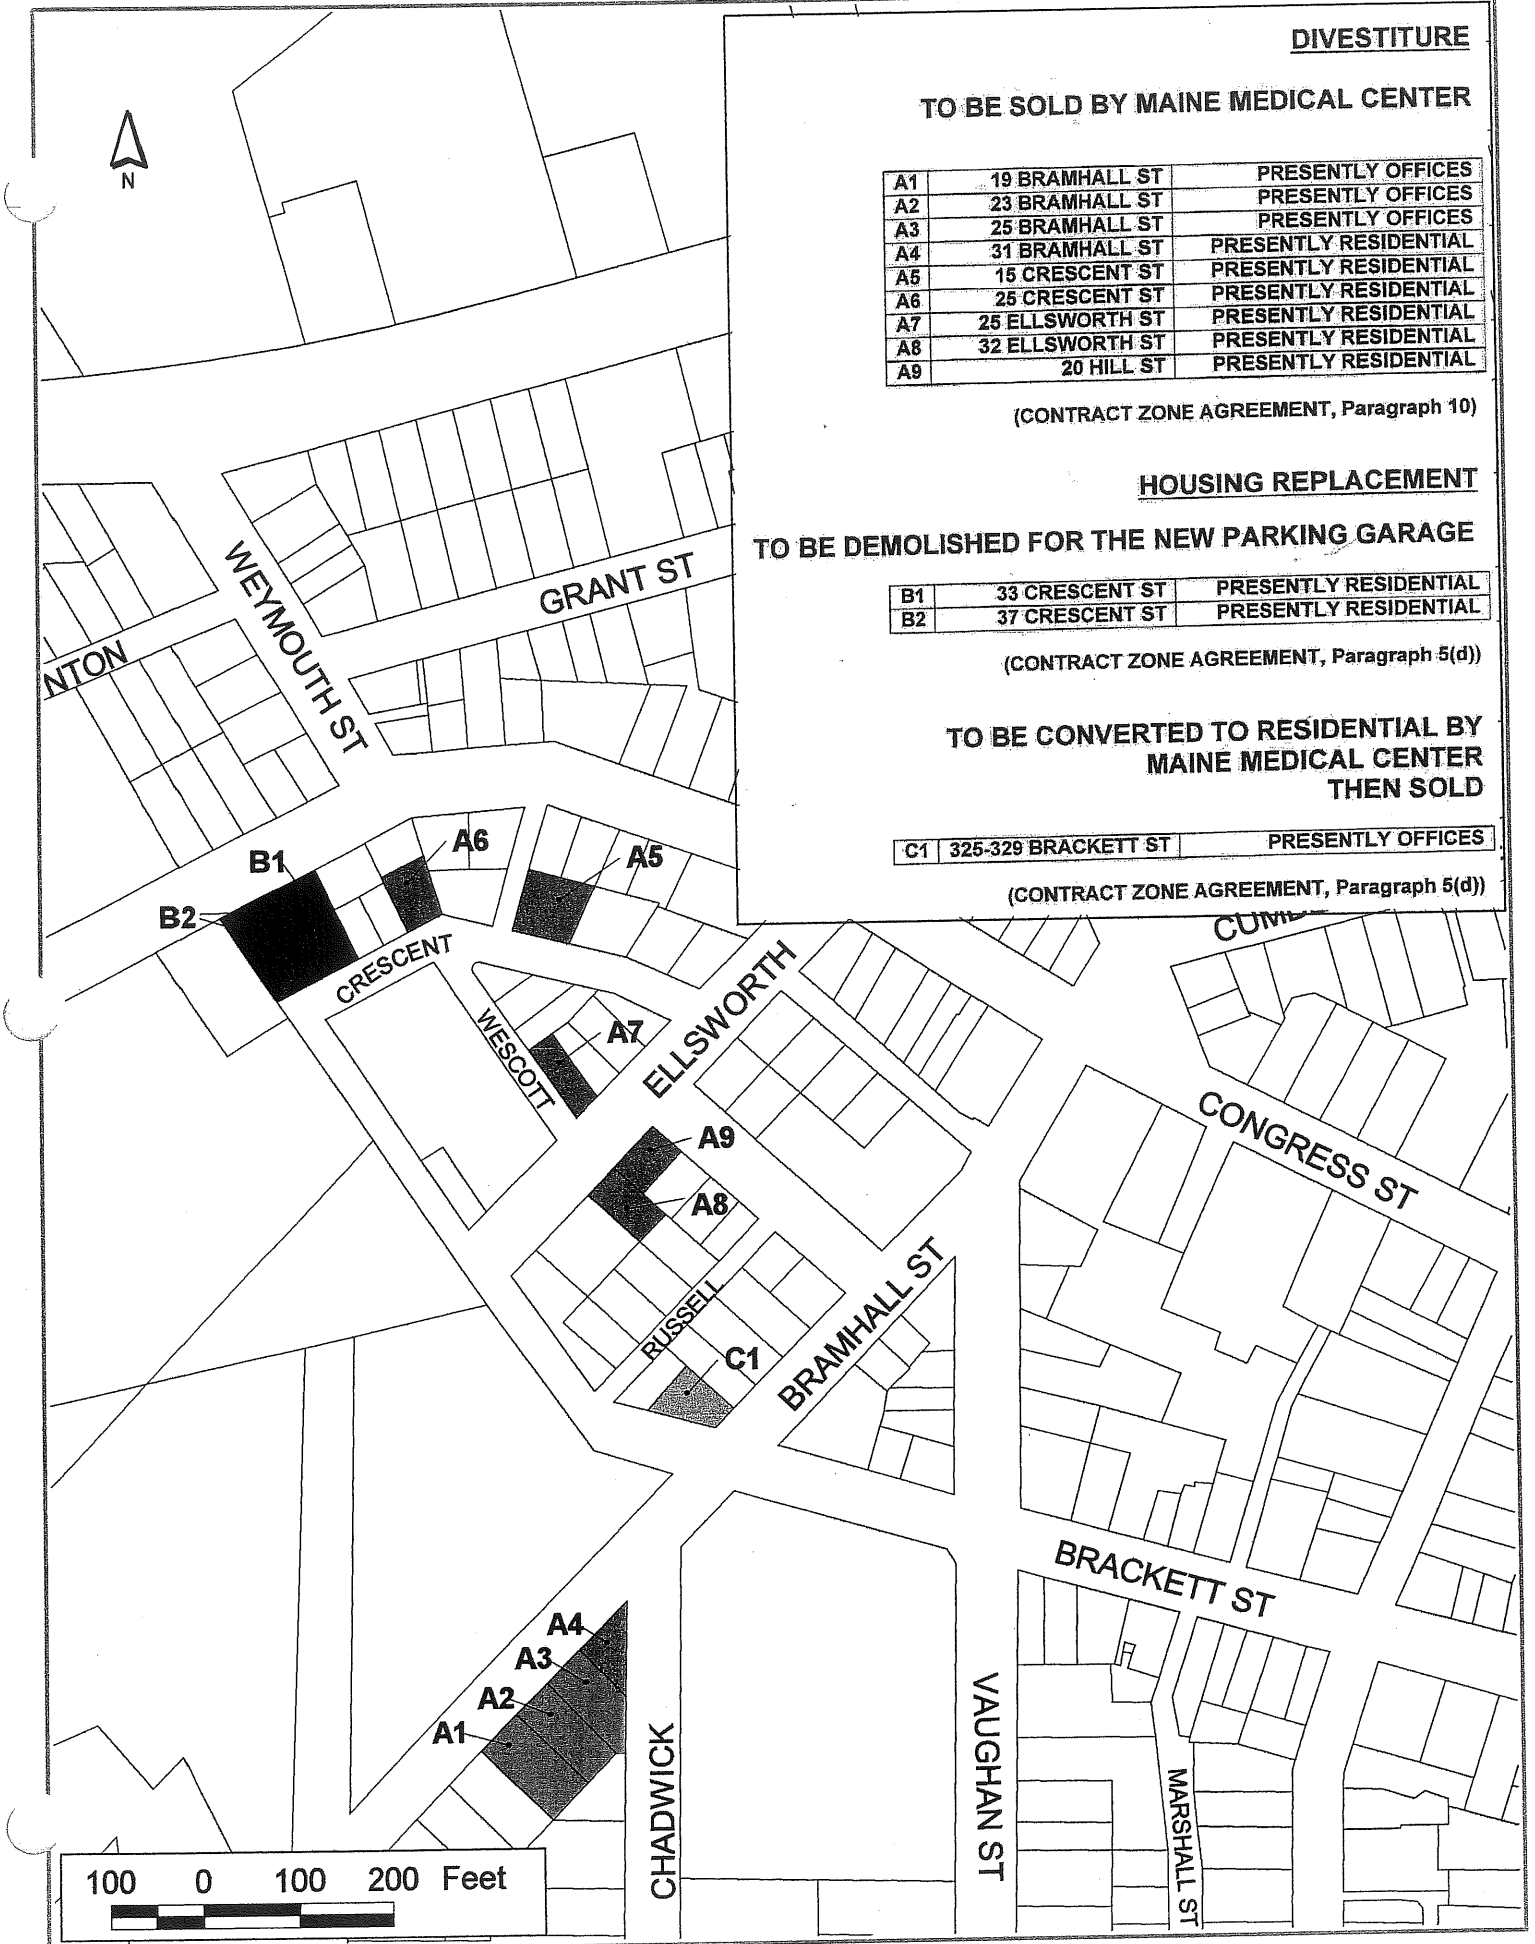 DIVESTITURE
TO BE SOLD BY MAINE MEDICAL CENTER
A1 19 BRAMHALL ST PRESENTLY OFFICES
A2 23 BRAMHALL ST PRESENTLY OFFICES
A3 25 BRAMHALL ST PRESENTLY OFFICES
A4 31 BRAMHALL ST PRESENTLY RESIDENTIAL
A5 15 CRESCENT ST PRESENTLY RESIDENTIAL
A6 25 CRESCENT ST PRESENTLY RESIDENTIAL
A7 25 ELLSWORTH ST PRESENTLY RESIDENTIAL
A8 32 ELLSWORTH ST PRESENTLY RESIDENTIAL
A9 20 HILL ST PRESENTLY RESIDENTIAL
(CONTRACT ZONE AGREEMENT, Paragraph 10)
HOUSING REPLACEMENT
TO BE DEMOLISHED FOR THE NEW PARKING GARAGE
B1 33 CRESCENT ST PRESENTLY RESIDENTIAL
B2 37 CRESCENT ST PRESENTLY RESIDENTIAL
(CONTRACT ZONE AGREEMENT, Paragraph 5(d))
TO BE CONVERTED TO RESIDENTIAL BY
MAINE MEDICAL CENTER
THEN SOLD
C1 325-329 BRACKETT ST PRESENTLY OFFICES
(CONTRACT ZONE AGREEMENT, Paragraph 5(d))
N
WEYMOUTH ST
GRANT ST
NTON
A6
B1
A5
B2
CUMB
CRESCENT
WESCOTT
A7
ELLSWORTH
A9
A8
CONGRESS ST
RUSSELL
C1
BRAMHALL ST
BRACKETT ST
A4
A3
A2
A1
CHADWICK
VAUGHAN ST
MARSHALL ST
100 0 100 200 Feet